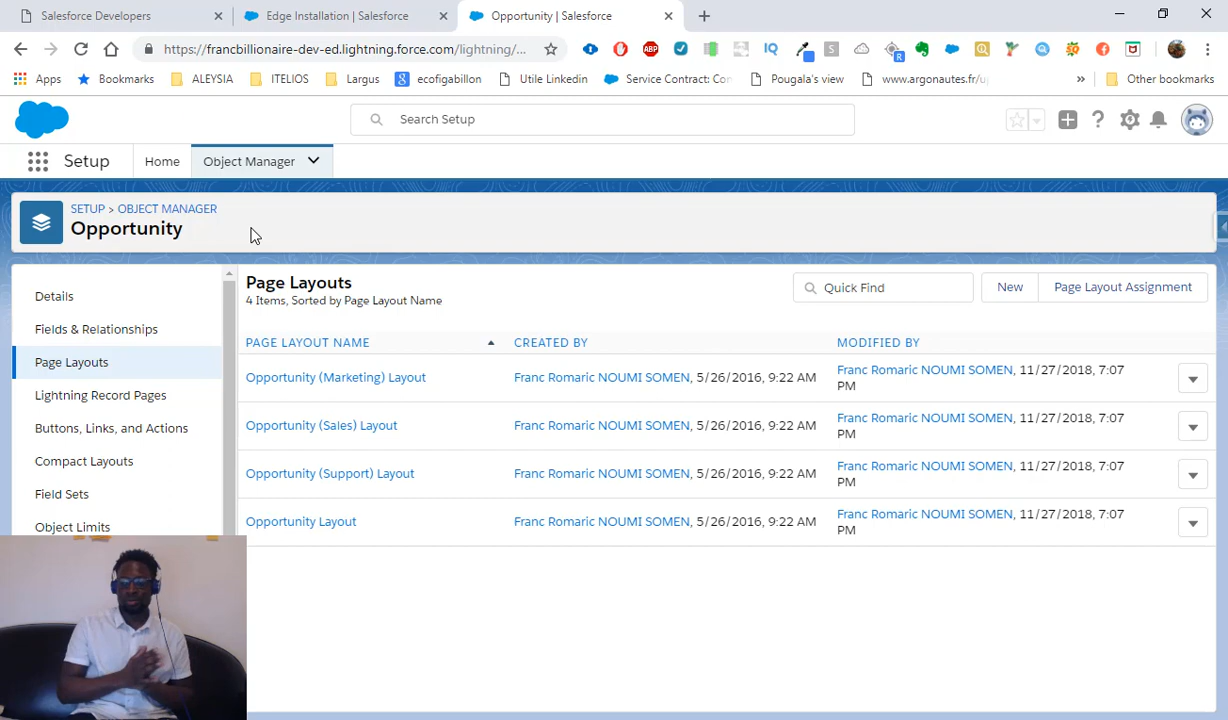 Salesforce Developers
Edge Installation | Salesforce
Opportunity | Salesforce
https://francbillionaire-dev-ed.lightning.force.com/lightning/...
Apps
Bookmarks
ALEYSIA
ITELIOS
Largus
ecofigabillon
Utile Linkedin
Service Contract: Con
Pougala's view
www.argonautes.fr/up
»
Other bookmarks
Search Setup
Setup
Home
Object Manager
SETUP > OBJECT MANAGER
Opportunity
Details
Fields & Relationships
Page Layouts
Lightning Record Pages
Buttons, Links, and Actions
Compact Layouts
Field Sets
Object Limits
Page Layouts
4 Items, Sorted by Page Layout Name
Quick Find
New
Page Layout Assignment
PAGE LAYOUT NAME
CREATED BY
MODIFIED BY
Opportunity (Marketing) Layout
Franc Romaric NOUMI SOMEN, 5/26/2016, 9:22 AM
Franc Romaric NOUMI SOMEN, 11/27/2018, 7:07
PM
Opportunity (Sales) Layout
Franc Romaric NOUMI SOMEN, 5/26/2016, 9:22 AM
Franc Romaric NOUMI SOMEN, 11/27/2018, 7:07
PM
Opportunity (Support) Layout
Franc Romaric NOUMI SOMEN, 5/26/2016, 9:22 AM
Franc Romaric NOUMI SOMEN, 11/27/2018, 7:07
PM
Opportunity Layout
Franc Romaric NOUMI SOMEN, 5/26/2016, 9:22 AM
Franc Romaric NOUMI SOMEN, 11/27/2018, 7:07
PM